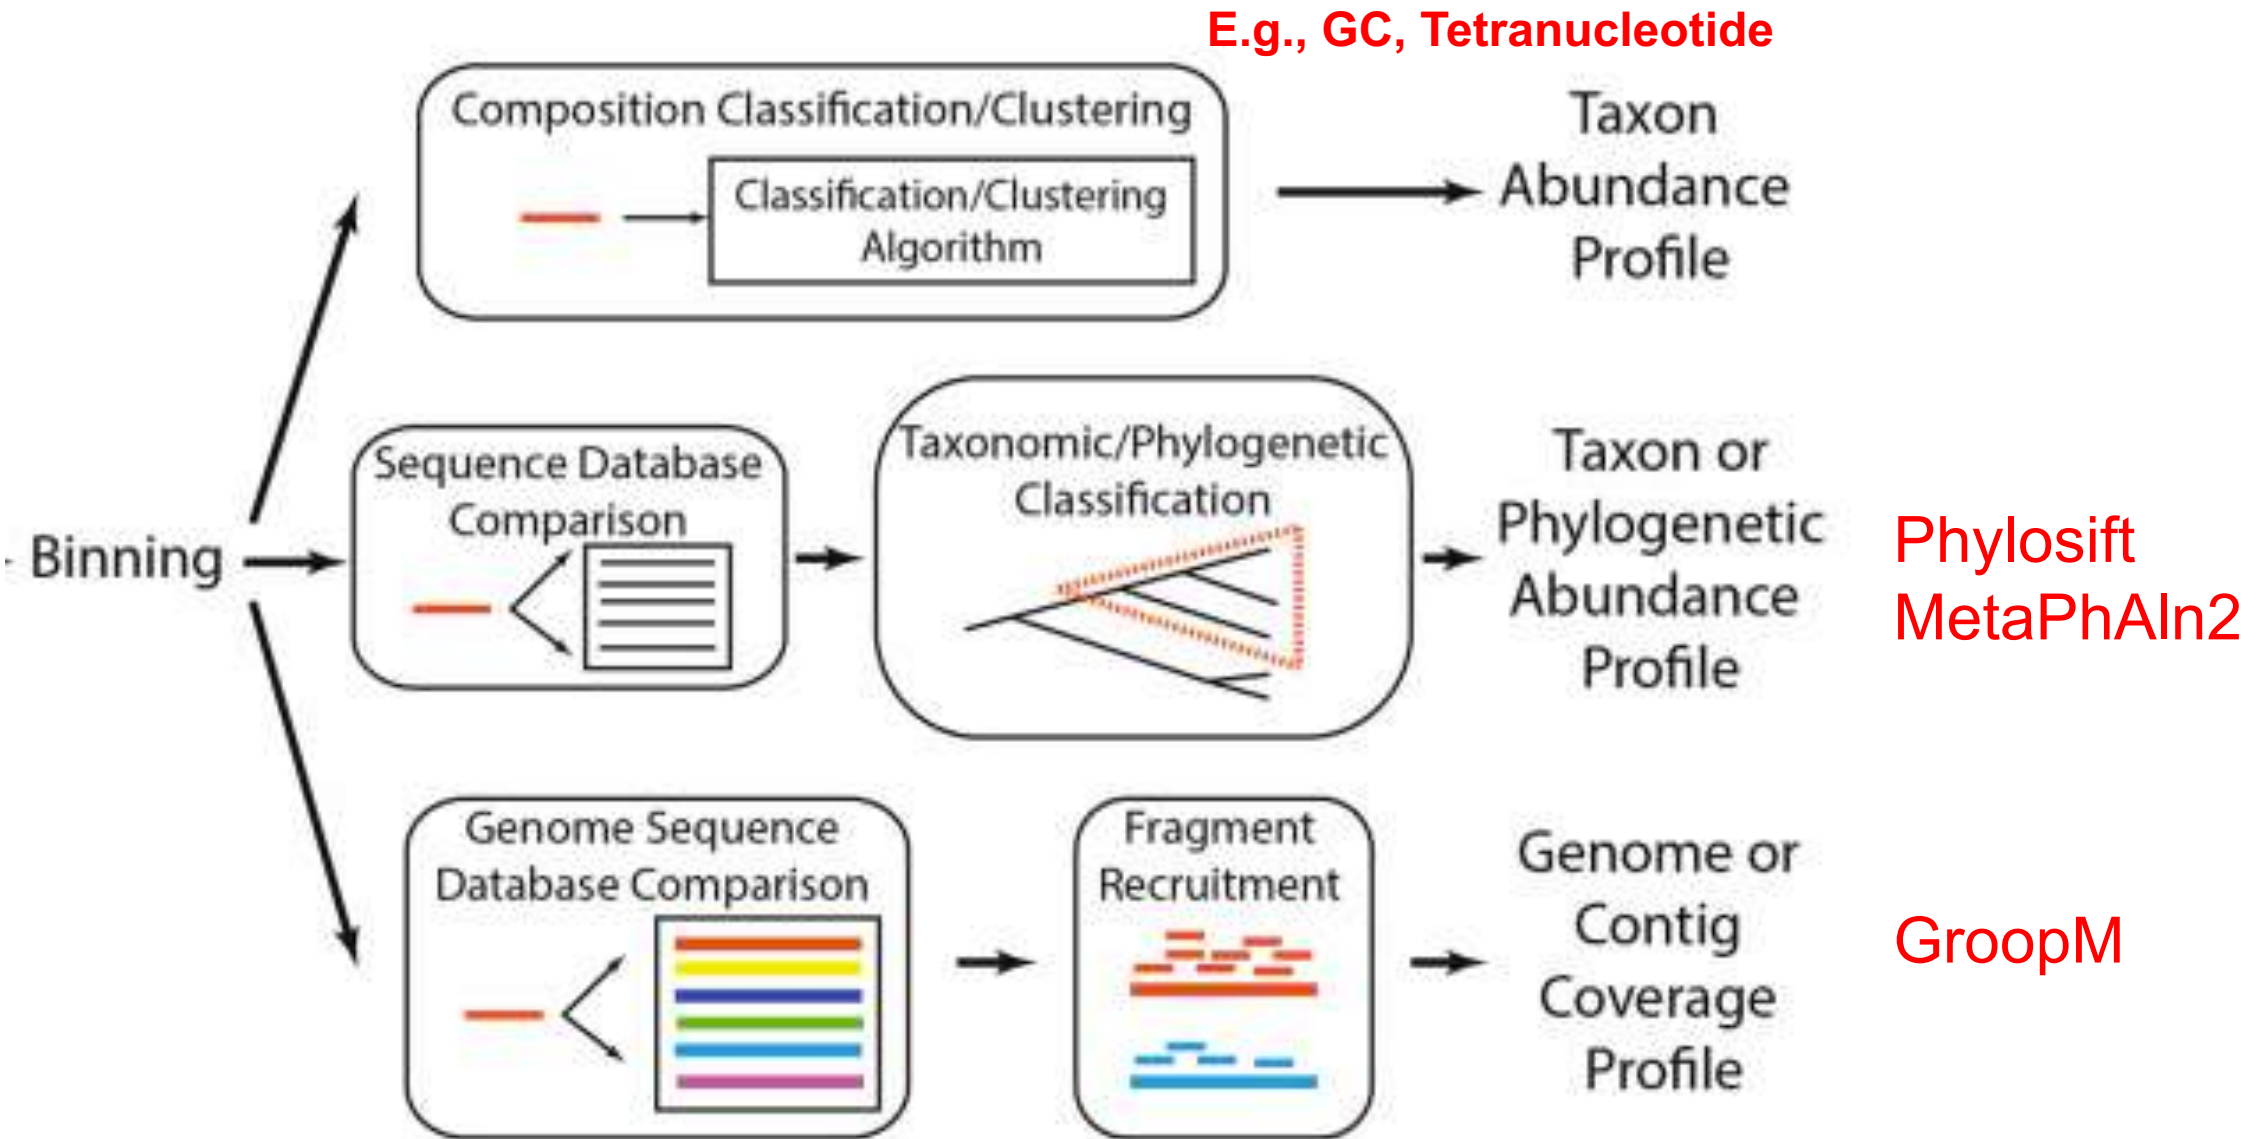 E.g., GC, Tetranucleotide
Composition Classification/Clustering
Classification/Clustering
Algorithm
Taxon
Abundance
Profile
Binning
Sequence Database
Comparison
Taxonomic/Phylogenetic
Classification
Taxon or
Phylogenetic
Abundance
Profile
Phylosift
MetaPhAln2
Genome Sequence
Database Comparison
Fragment
Recruitment
Genome or
Contig
Coverage
Profile
GroopM